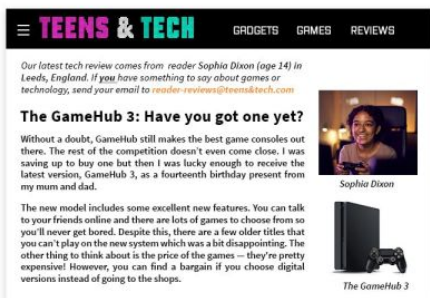 TEENS & TECH
GADGETS GAMES REVIEWS
Our latest tech review comes from reader Sophia Dixon (age 14) in
Leeds, England. If you have something to say about games or
technology, send your email to reader-reviews@teens&tech.com
The GameHub 3: Have you got one yet?
Without a doubt, GameHub still makes the best game consoles out
there. The rest of the competition doesn't even come close. I was
saving up to buy one but then I was lucky enough to receive the
latest version, GameHub 3, as a fourteenth birthday present from
my mum and dad.
The new model includes some excellent new features. You can talk
to your friends online and there are lots of games to choose from so
you'll never get bored. Despite this, there are a few older titles that
you can't play on the new system which was a bit disappointing. The
other thing to think about is the price of the games — they're pretty
expensive! However, you can find a bargain if you choose digital
versions instead of going to the shops.
Sophia Dixon
The GameHub 3